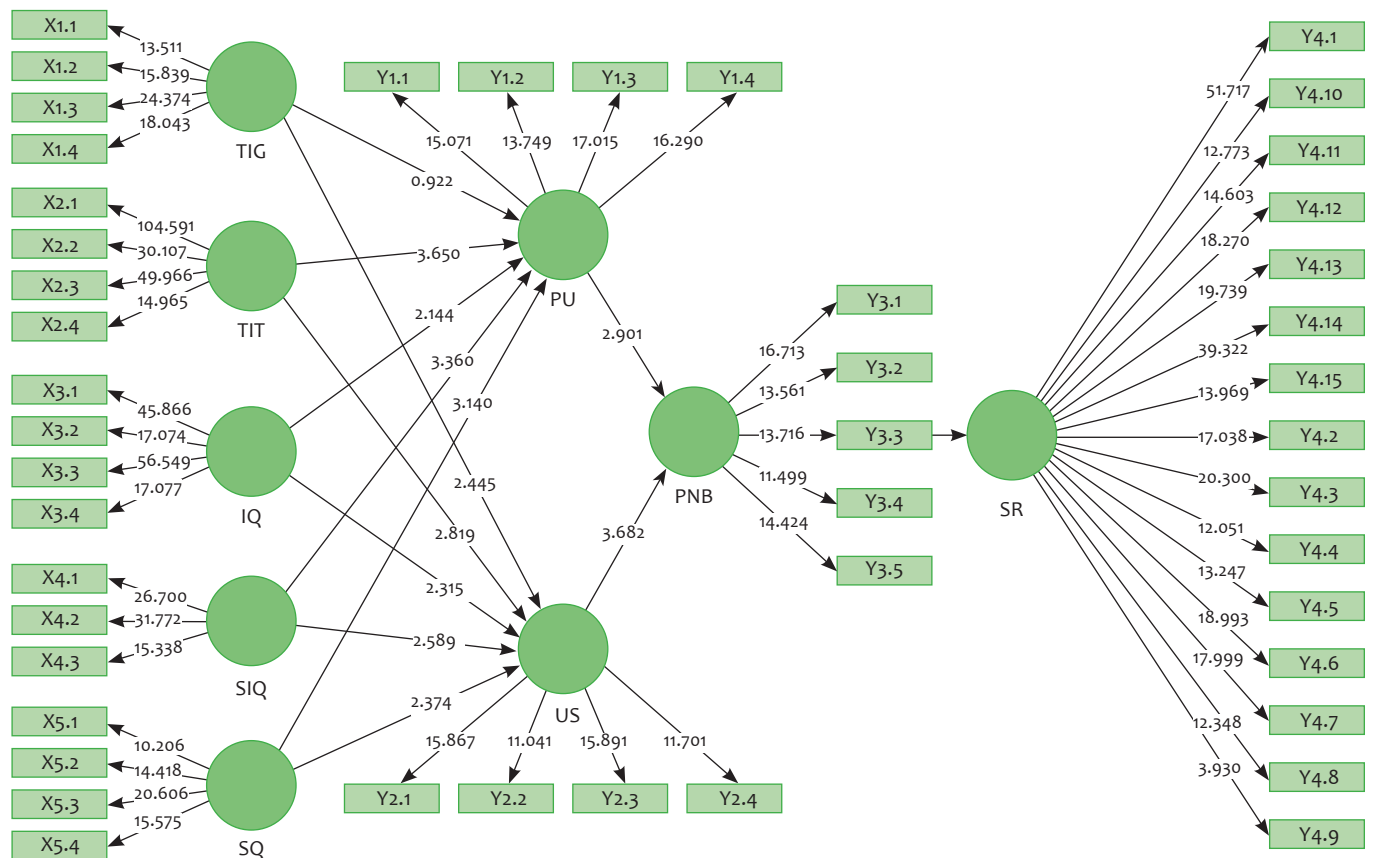 X1.1
X1.2
X1.3
X1.4
13.511
15.839
24.374
18.043
TIG
X2.1
X2.2
X2.3
X2.4
104.591
30.107
49.966
14.965
TIT
X3.1
X3.2
X3.3
X3.4
45.866
17.074
56.549
17.077
IQ
X4.1
X4.2
X4.3
26.700
31.772
15.338
SIQ
X5.1
X5.2
X5.3
X5.4
10.206
14.418
20.606
15.575
SQ
Y1.1
Y1.2
Y1.3
Y1.4
15.071
13.749
17.015
16.290
PU
0.922
3.650
2.144
3.360
3.140
2.445
2.819
2.315
2.589
2.374
US
15.867
11.041
15.891
11.701
Y2.1
Y2.2
Y2.3
Y2.4
2.901
3.682
PNB
16.713
13.561
13.716
11.499
14.424
Y3.1
Y3.2
Y3.3
Y3.4
Y3.5
SR
51.717
12.773
14.603
18.270
19.739
39.322
13.969
17.038
20.300
12.051
13.247
18.993
17.999
12.348
3.930
Y4.1
Y4.10
Y4.11
Y4.12
Y4.13
Y4.14
Y4.15
Y4.2
Y4.3
Y4.4
Y4.5
Y4.6
Y4.7
Y4.8
Y4.9